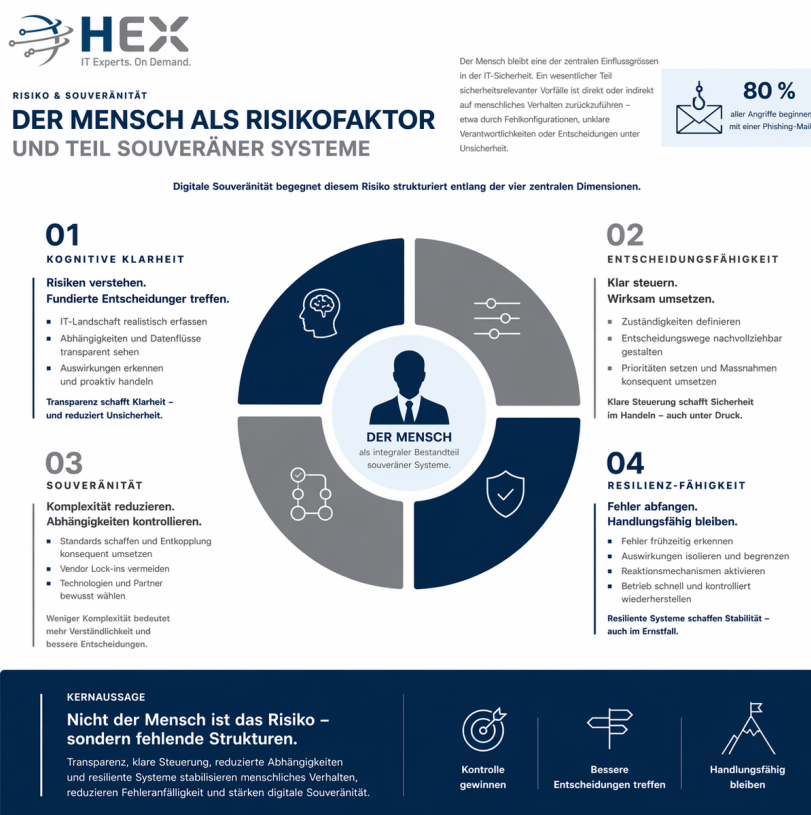 HEX
IT Experts. On Demand.
RISIKO & SOUVERÄNITÄT
DER MENSCH ALS RISIKOFAKTOR
UND TEIL SOUVERÄNER SYSTEME
Der Mensch bleibt eine der zentralen Einflussgrössen
in der IT-Sicherheit. Ein wesentlicher Teil
sicherheitsrelevanter Vorfälle ist direkt oder indirekt
auf menschliches Verhalten zurückzuführen –
etwa durch Fehlkonfigurationen, unklare
Verantwortlichkeiten oder Entscheidungen unter
Unsicherheit.
80 %
aller Angriffe beginnen
mit einer Phishing-Mail
Digitale Souveränität begegnet diesem Risiko strukturiert entlang der vier zentralen Dimensionen.
01
KOGNITIVE KLARHEIT
Risiken verstehen.
Fundierte Entscheidunger treffen.
IT-Landschaft realistisch erfassen
Abhängigkeiten und Datenflüsse
transparent sehen
Auswirkungen erkennen
und proaktiv handeln
Transparenz schafft Klarheit –
und reduziert Unsicherheit.
02
ENTSCHEIDUNGSFÄHIGKEIT
Klar steuern.
Wirksam umsetzen.
Zuständigkeiten definieren
Entscheidungswege nachvollziehbar
gestalten
Prioritäten setzen und Massnahmen
konsequent umsetzen
Klare Steuerung schafft Sicherheit
im Handeln – auch unter Druck.
DER MENSCH
als integraler Bestandteil
souveräner Systeme.
03
SOUVERÄNITÄT
Komplexität reduzieren.
Abhängigkeiten kontrollieren.
Standards schaffen und Entkopplung
konsequent umsetzen
Vendor Lock-ins vermeiden
Technologien und Partner
bewusst wählen
Weniger Komplexität bedeutet
mehr Verständlichkeit und
bessere Entscheidungen.
04
RESILIENZ-FÄHIGKEIT
Fehler abfangen.
Handlungsfähig bleiben.
Fehler frühzeitig erkennen
Auswirkungen isolieren und begrenzen
Reaktionsmechanismen aktivieren
Betrieb schnell und kontrolliert
wiederherstellen
Resiliente Systeme schaffen Stabilität –
auch im Ernstfall.
KERNAUSSAGE
Nicht der Mensch ist das Risiko –
sondern fehlende Strukturen.
Transparenz, klare Steuerung, reduzierte Abhängigkeiten
und resiliente Systeme stabilisieren menschliches Verhalten,
reduzieren Fehleranfälligkeit und stärken digitale Souveränität.
Kontrolle
gewinnen
Bessere
Entscheidungen treffen
Handlungsfähig
bleiben